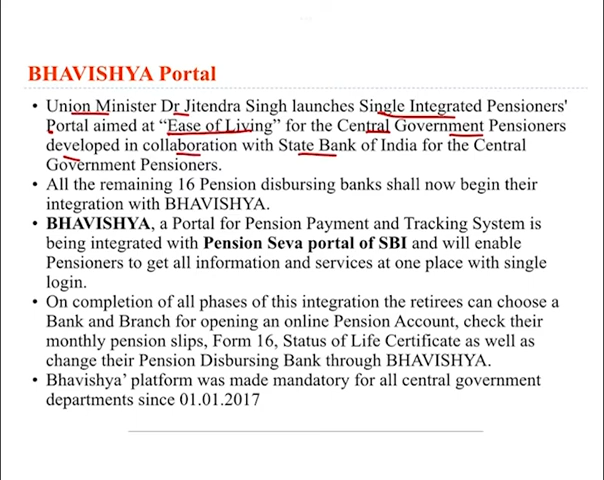 BHAVISHYA Portal
• Union Minister Dr Jitendra Singh launches Single Integrated Pensioners'
Portal aimed at “Ease of Living” for the Central Government Pensioners
developed in collaboration with State Bank of India for the Central
Government Pensioners.
• All the remaining 16 Pension disbursing banks shall now begin their
integration with BHAVISHYA.
• BHAVISHYA, a Portal for Pension Payment and Tracking System is
being integrated with Pension Seva portal of SBI and will enable
Pensioners to get all information and services at one place with single
login.
• On completion of all phases of this integration the retirees can choose a
Bank and Branch for opening an online Pension Account, check their
monthly pension slips, Form 16, Status of Life Certificate as well as
change their Pension Disbursing Bank through BHAVISHYA.
• Bhavishya’ platform was made mandatory for all central government
departments since 01.01.2017